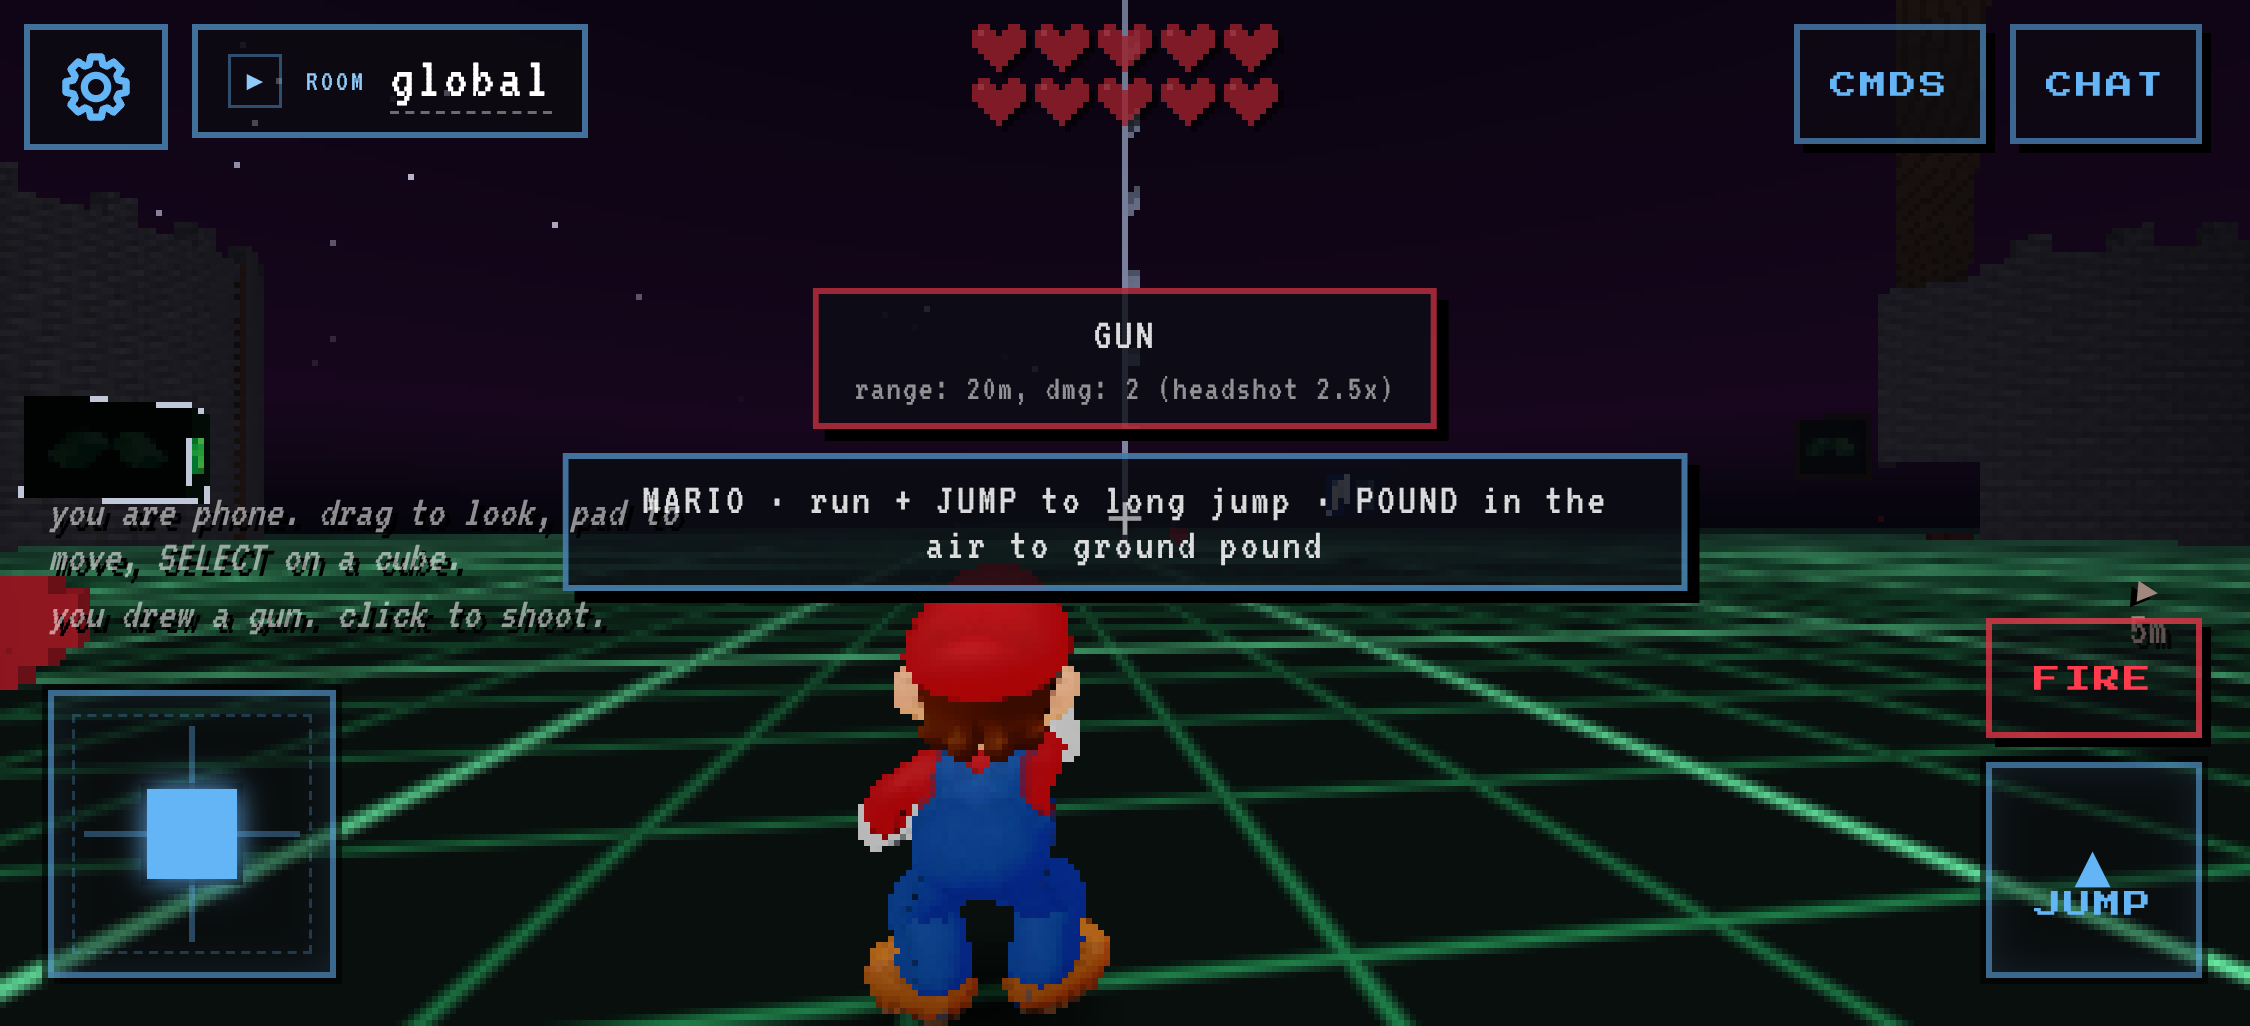 ROOM global
CMDS
CHAT
GUN
range: 20m, dmg: 2 (headshot 2.5x)
MARIO · run + JUMP to long jump · POUND in the
air to ground pound
you are phone. drag to look, pad to
move, SELECT on a cube.
you drew a gun. click to shoot.
5m
FIRE
JUMP